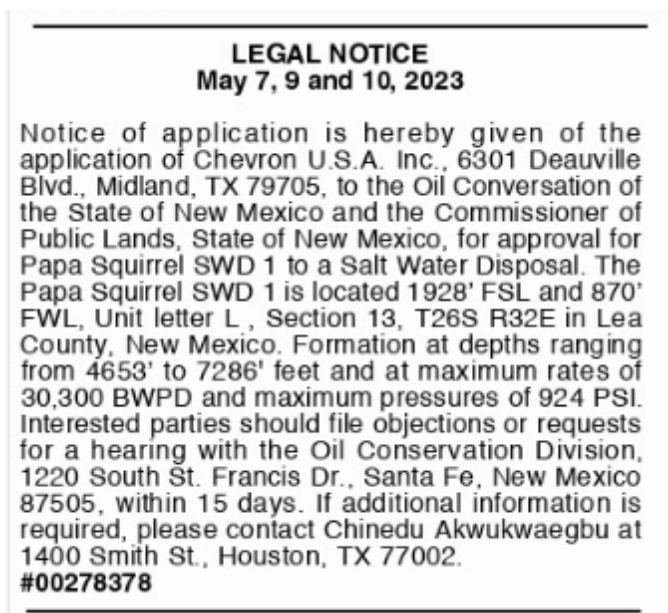 LEGAL NOTICE
May 7, 9 and 10, 2023
Notice of application is hereby given of the
application of Chevron U.S.A. Inc., 6301 Deauville
Blvd., Midland, TX 79705, to the Oil Conversation of
the State of New Mexico and the Commissioner of
Public Lands, State of New Mexico, for approval for
Papa Squirrel SWD 1 to a Salt Water Disposal. The
Papa Squirrel SWD 1 is located 1928' FSL and 870'
FWL, Unit letter L , Section 13, T26S R32E in Lea
County, New Mexico. Formation at depths ranging
from 4653' to 7286' feet and at maximum rates of
30,300 BWPD and maximum pressures of 924 PSI.
Interested parties should file objections or requests
for a hearing with the Oil Conservation Division,
1220 South St. Francis Dr., Santa Fe, New Mexico
87505, within 15 days. If additional information is
required, please contact Chinedu Akwukwaegbu at
1400 Smith St., Houston, TX 77002.
#00278378